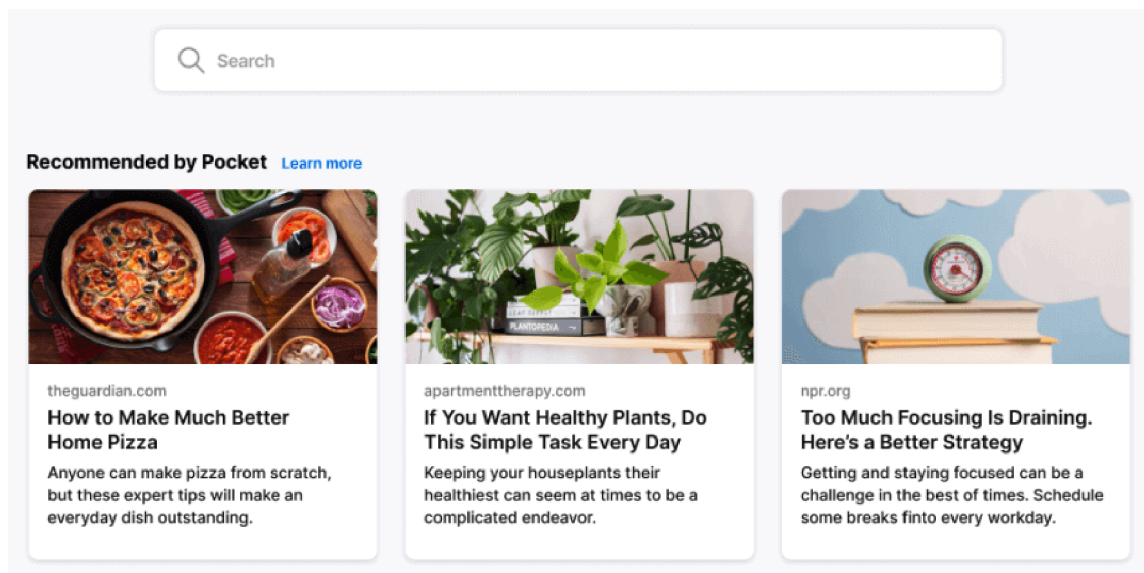 Search
Recommended by Pocket Learn more
PLANTOPEDIA
theguardian.com
How to Make Much Better
Home Pizza
Anyone can make pizza from scratch,
but these expert tips will make an
everyday dish outstanding.
apartmenttherapy.com
If You Want Healthy Plants, Do
This Simple Task Every Day
Keeping your houseplants their
healthiest can seem at times to be a
complicated endeavor.
npr.org
Too Much Focusing Is Draining.
Here's a Better Strategy
Getting and staying focused can be a
challenge in the best of times. Schedule
some breaks finto every workday.